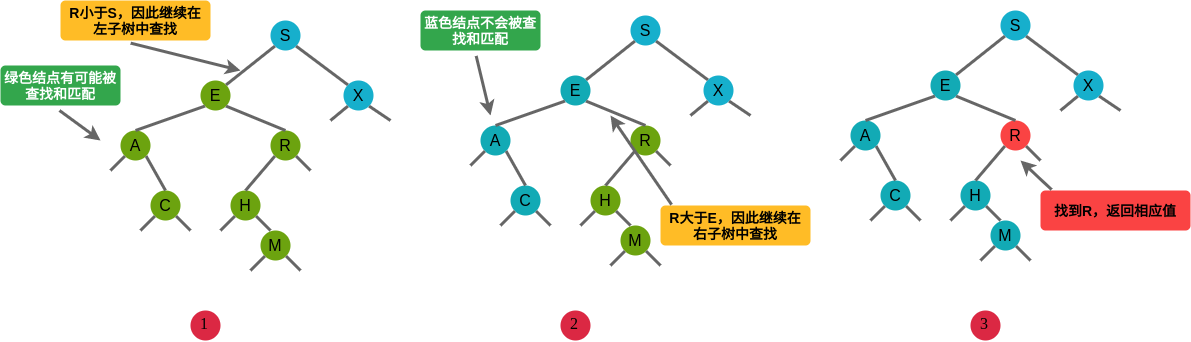 R小于S，因此继续在
左子树中查找
绿色结点有可能被
查找和匹配
S
E
X
A
R
C
H
M
1
蓝色结点不会被查
找和匹配
S
E
X
A
R
C
H
M
R大于E，因此继续在
右子树中查找
2
S
E
X
A
R
C
H
M
找到R，返回相应值
3